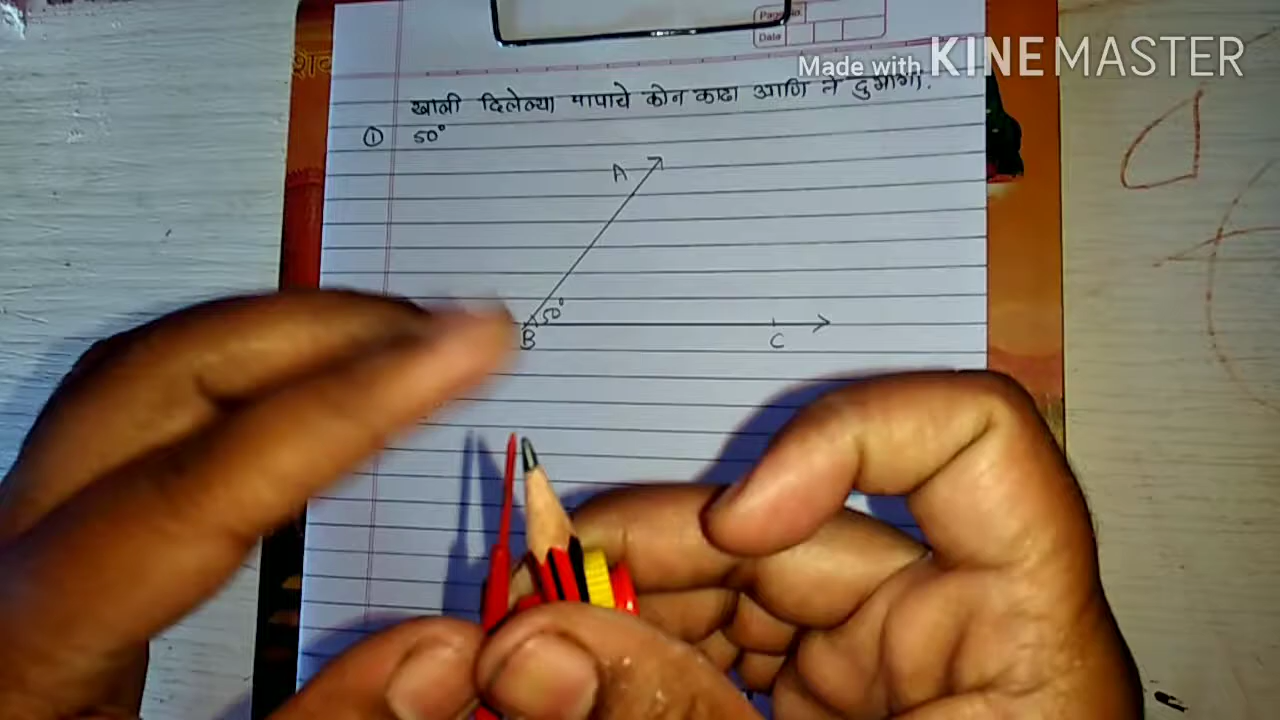 Page No.
Date
शिव
Made with KINEMASTER
खाली दिलेल्या मापाचे कोन काढा आणि ते दुभागा.
① 50°
A
50°
B
C